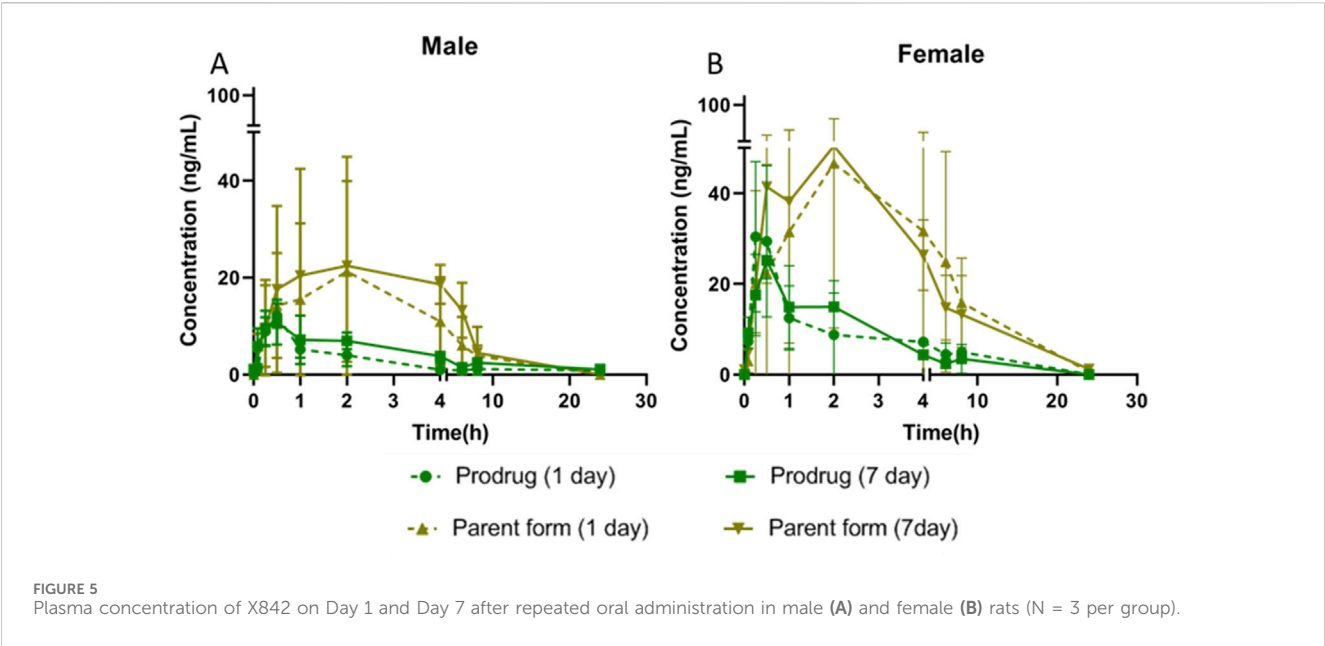 Male
Female
A
B
100
40
20
0
Concentration (ng/mL)
0 1 2 3 4 10 20 30
Time(h)
100
40
20
0
Concentration (ng/mL)
0 1 2 3 4 10 20 30
Time(h)
Prodrug (1 day)
Prodrug (7 day)
Parent form (1 day)
Parent form (7day)
FIGURE 5
Plasma concentration of X842 on Day 1 and Day 7 after repeated oral administration in male (A) and female (B) rats (N = 3 per group).